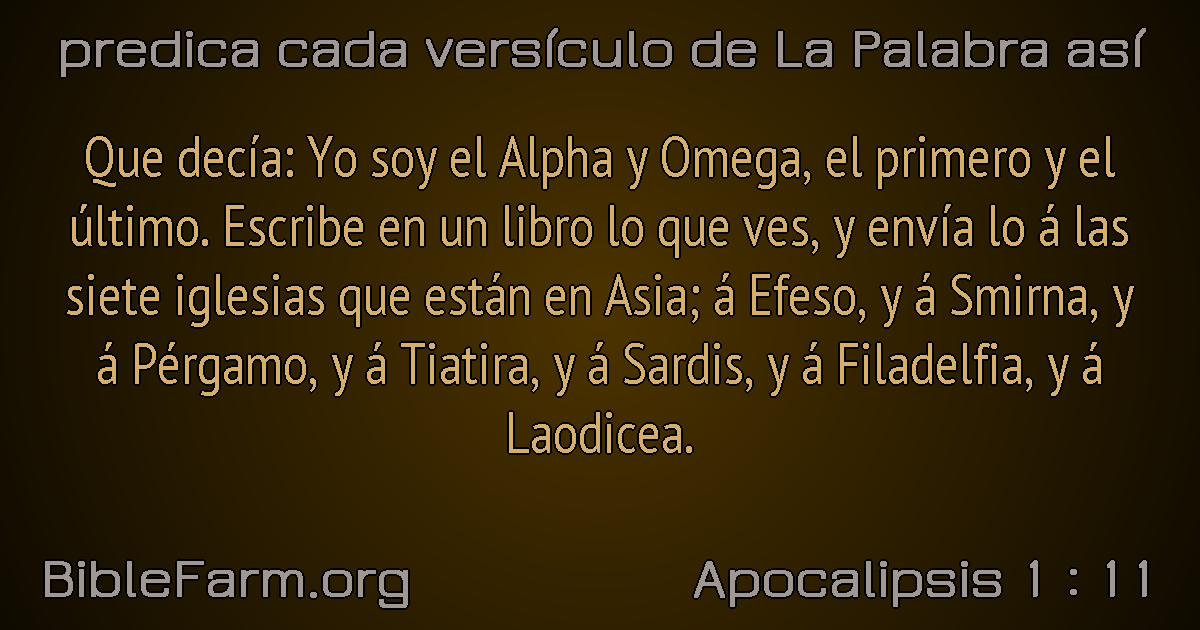 predica cada versículo de La Palabra así
Que decía: Yo soy el Alpha y Omega, el primero y el
último. Escribe en un libro lo que ves, y envía lo á las
siete iglesias que están en Asia; á Efeso, y á Smirna, y
á Pérgamo, y á Tiatira, y á Sardis, y á Filadelfia, y á
Laodicea.
BibleFarm.org
Apocalipsis 1 : 11